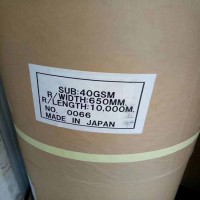 SUB:40GSM
R/WIDTH:650MM.
R/LENGTH:10,000M.
NO. 0066
MADE IN JAPAN